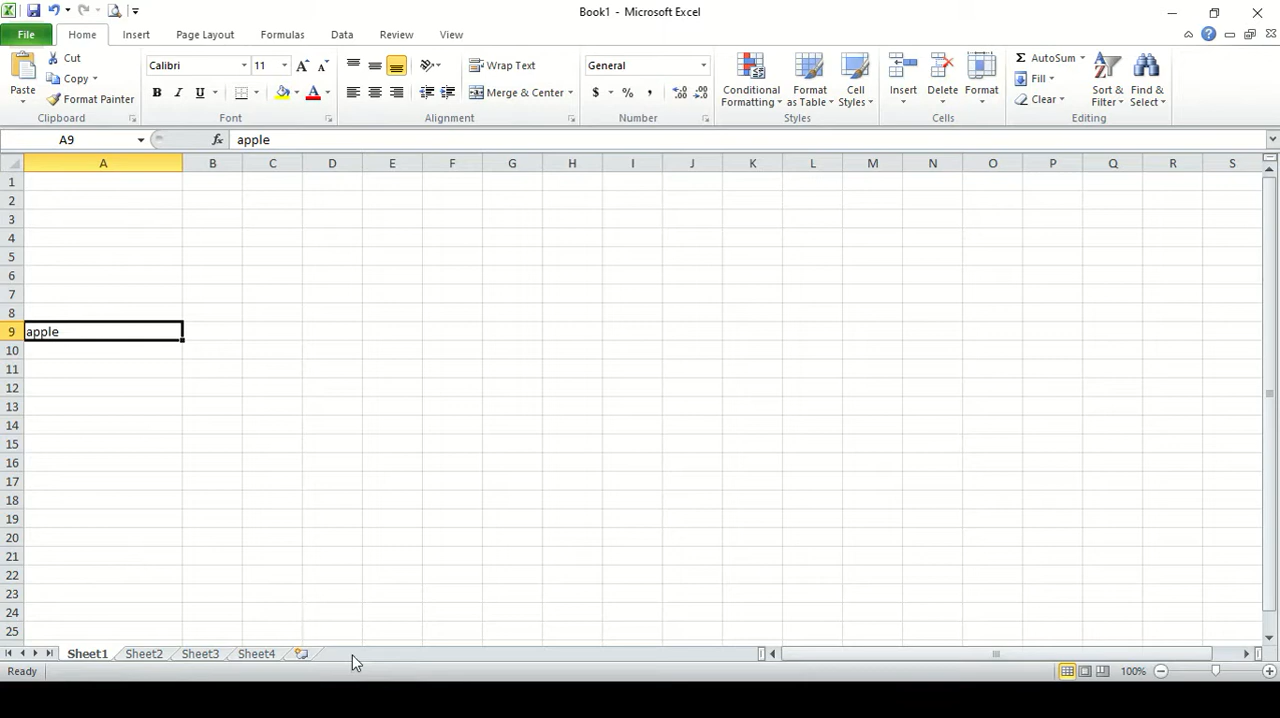 Book1 - Microsoft Excel
File Home Insert Page Layout Formulas Data Review View
Cut Calibri 11 Wrap Text General AutoSum
Copy Fill
Paste Format Painter B I U Merge & Center $ % , Conditional Formatting Format as Table Cell Styles Insert Delete Format Clear Sort & Filter Find & Select
Clipboard Font Alignment Number Styles Cells Editing
A9 fx apple
A B C D E F G H I J K L M N O P Q R S
1
2
3
4
5
6
7
8
9 apple
10
11
12
13
14
15
16
17
18
19
20
21
22
23
24
25
Sheet1 Sheet2 Sheet3 Sheet4
Ready 100%